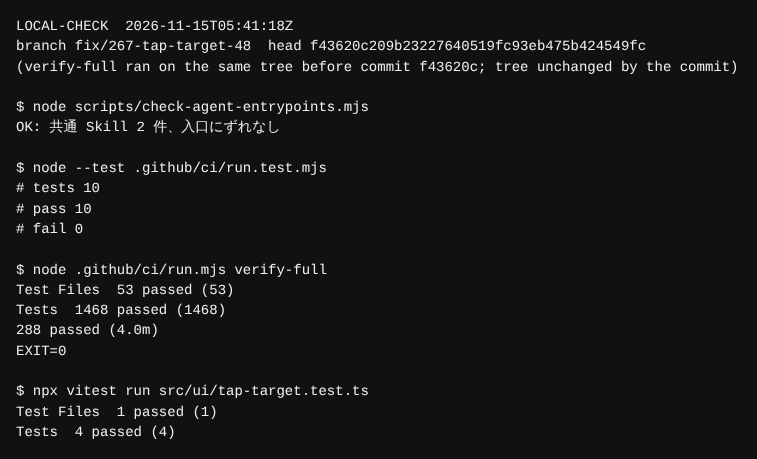 LOCAL-CHECK  2026-11-15T05:41:18Z
branch fix/267-tap-target-48  head f43620c209b23227640519fc93eb475b424549fc
(verify-full ran on the same tree before commit f43620c; tree unchanged by the commit)
$ node scripts/check-agent-entrypoints.mjs
OK: 共通 Skill 2 件、入口にずれなし
$ node --test .github/ci/run.test.mjs
# tests 10
# pass 10
# fail 0
$ node .github/ci/run.mjs verify-full
Test Files  53 passed (53)
Tests  1468 passed (1468)
288 passed (4.0m)
EXIT=0
$ npx vitest run src/ui/tap-target.test.ts
Test Files  1 passed (1)
Tests  4 passed (4)